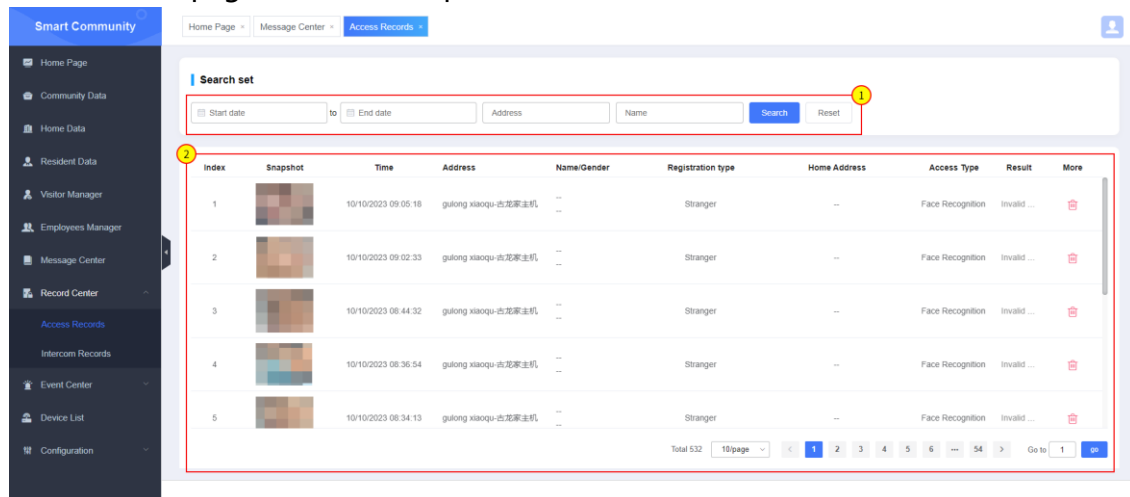 Smart Community
Home Page × Message Center × Access Records ×
Home Page
Community Data
Home Data
Resident Data
Visitor Manager
Employees Manager
Message Center
Record Center
Access Records
Intercom Records
Event Center
Device List
Configuration
Search set
1
Start date to End date Address Name Search Reset
2
Index Snapshot Time Address Name/Gender Registration type Home Address Access Type Result More
1 10/10/2023 09:05:16 gulong xiaoqu-古龙家主机 -- -- Stranger -- Face Recognition Invalid ...
2 10/10/2023 09:02:33 gulong xiaoqu-古龙家主机 -- -- Stranger -- Face Recognition Invalid ...
3 10/10/2023 08:44:32 gulong xiaoqu-古龙家主机 -- -- Stranger -- Face Recognition Invalid ...
4 10/10/2023 08:36:54 gulong xiaoqu-古龙家主机 -- -- Stranger -- Face Recognition Invalid ...
5 10/10/2023 08:34:13 gulong xiaoqu-古龙家主机 -- -- Stranger -- Face Recognition Invalid ...
Total 532 10/page < 1 2 3 4 5 6 ··· 54 > Go to 1 go